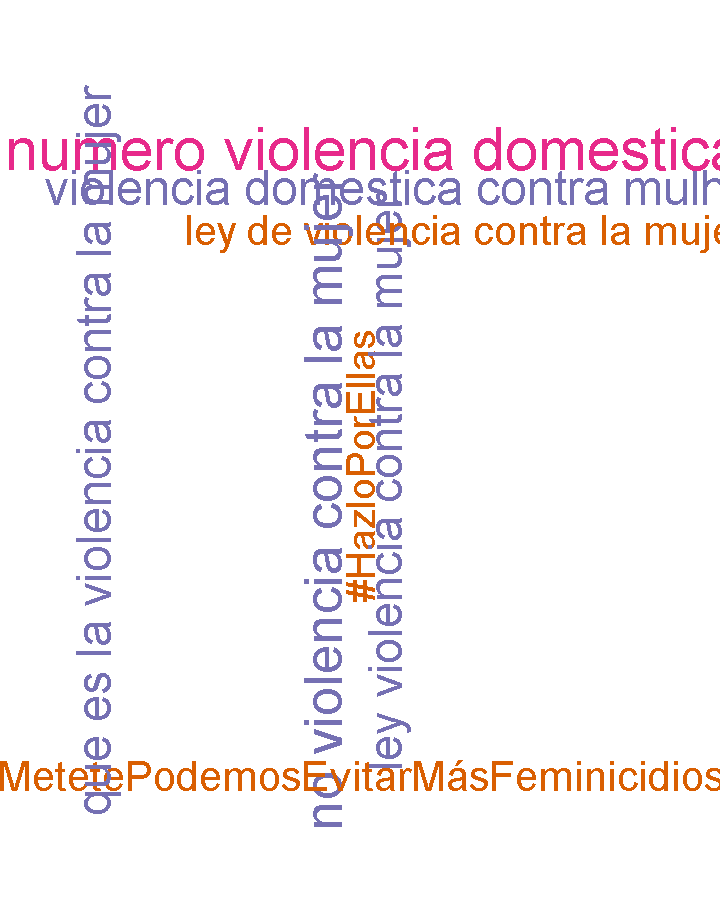 numero violencia domestica
violencia domestica contra mulh
ley de violencia contra la muje
que es la violencia contra la mujer
no violencia contra la mujer
#HazloPorEllas
ley violencia contra la mujer
MetetePodemosEvitarMásFeminicidios